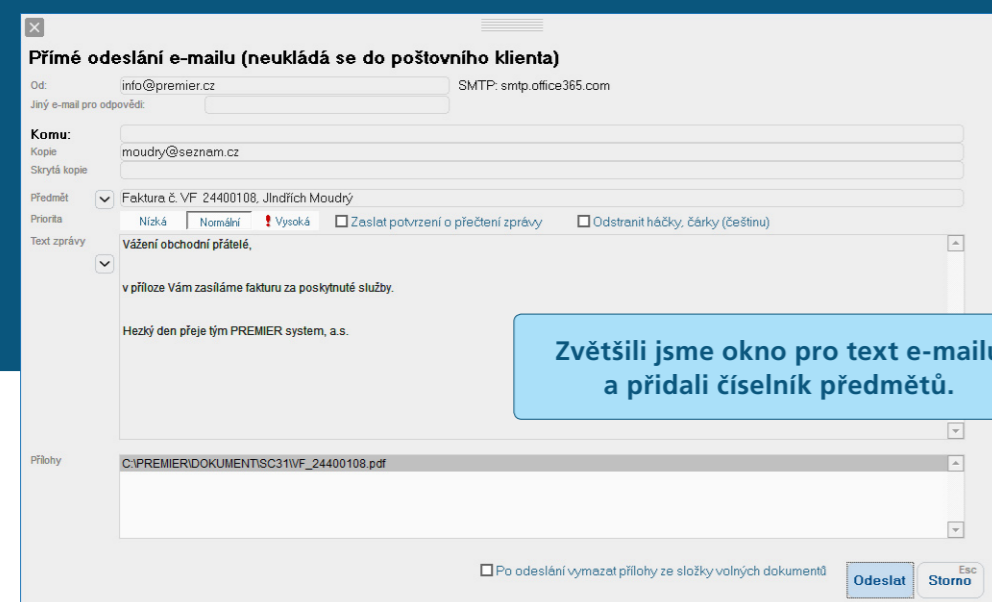 Přímé odeslání e-mailu (neukládá se do poštovního klienta)
Od: info@premier.cz SMTP: smtp.office365.com
Jiný e-mail pro odpovědi:
Komu:
Kopie moudry@seznam.cz
Skrytá kopie
Předmět Faktura č. VF 24400108, JIndřích Moudrý
Priorita Nízká Normální Vysoká Zaslat potvrzení o přečtení zprávy Odstranit háčky, čárky (češtinu)
Text zprávy Vážení obchodní přátelé,
v příloze Vám zasíláme fakturu za poskytnuté služby.
Hezký den přeje tým PREMIER system, a.s.
Zvětšili jsme okno pro text e-mailu
a přidali číselník předmětů.
Přílohy C:\PREMIER\DOKUMENT\SC31\VF_24400108.pdf
Po odeslání vymazat přílohy ze složky volných dokumentů
Odeslat
Esc
Storno